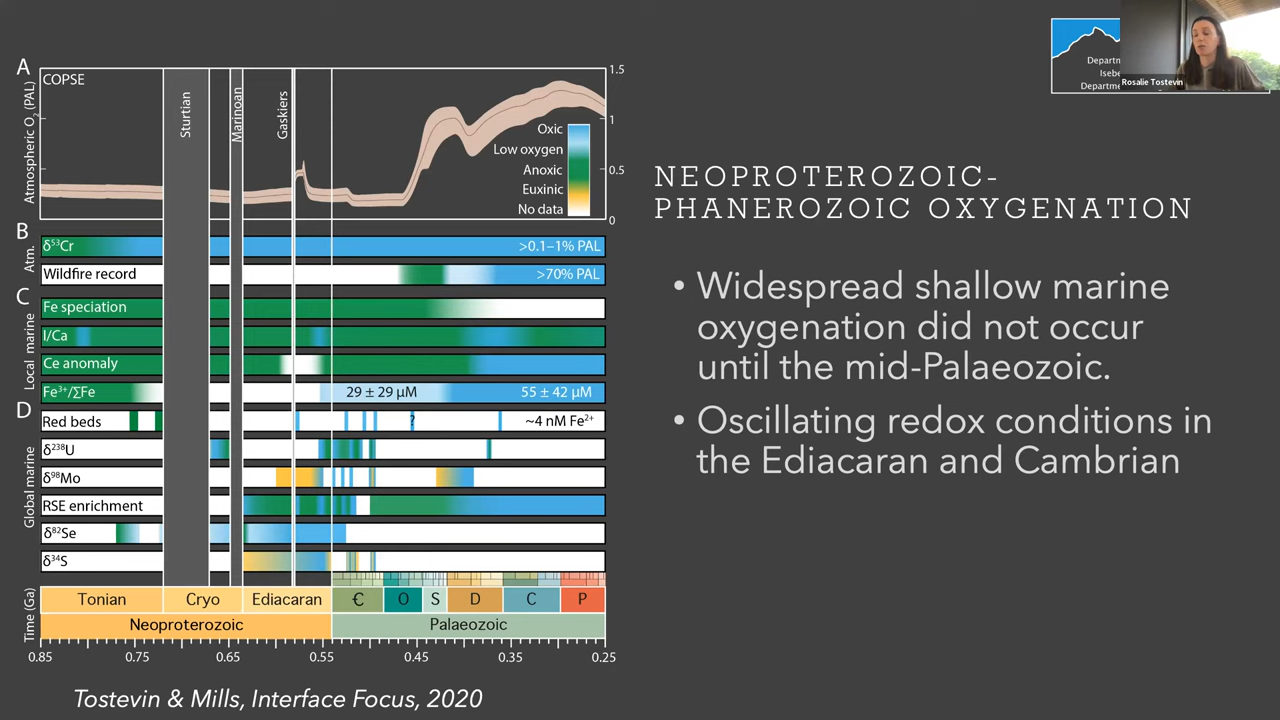 A
COPSE
Atmospheric O2 (PAL)
Sturtian
Marinoan
Gaskiers
1.5
1
0.5
0
Oxic
Low oxygen
Anoxic
Euxinic
No data
B
Atm.
δ⁵³Cr
>0.1–1% PAL
Wildfire record
>70% PAL
C
Local marine
Fe speciation
I/Ca
Ce anomaly
Fe³⁺/∑Fe
29 ± 29 μM
55 ± 42 μM
D
Global marine
Red beds
?
~4 nM Fe²⁺
δ²³⁸U
δ⁹⁸Mo
RSE enrichment
δ⁸²Se
δ³⁴S
Time (Ga)
Tonian
Cryo
Ediacaran
Є
O
S
D
C
P
Neoproterozoic
Palaeozoic
0.85
0.75
0.65
0.55
0.45
0.35
0.25
Tostevin & Mills, Interface Focus, 2020
Departm
Isebe
Departme
Rosalie Tostevin
NEOPROTEROZOIC-
PHANEROZOIC OXYGENATION
• Widespread shallow marine
oxygenation did not occur
until the mid-Palaeozoic.
• Oscillating redox conditions in
the Ediacaran and Cambrian